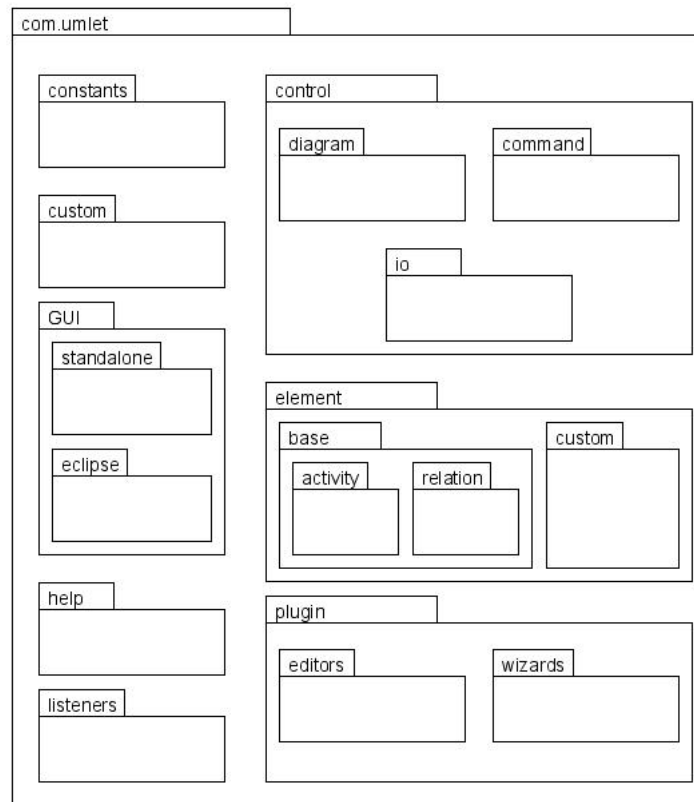 com.umlet
constants
custom
GUI
standalone
eclipse
help
listeners
control
diagram
command
io
element
base
activity
relation
custom
plugin
editors
wizards